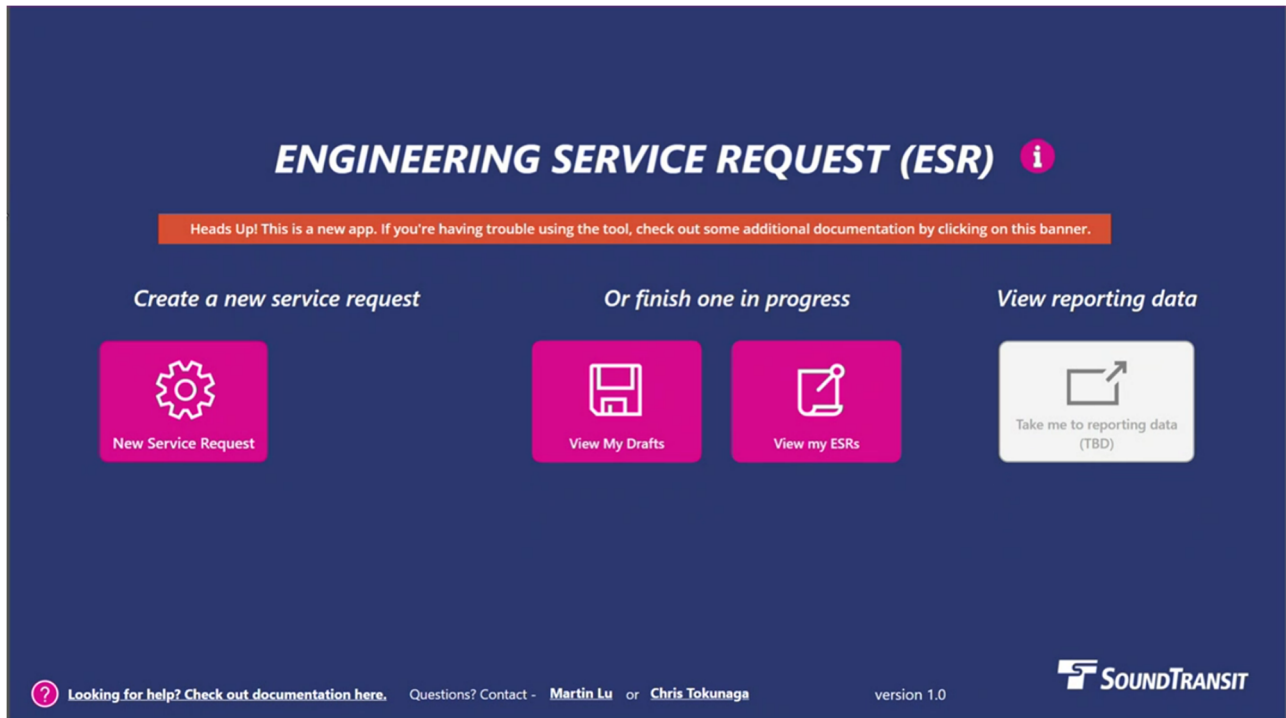 ENGINEERING SERVICE REQUEST (ESR)
Heads Up! This is a new app. If you're having trouble using the tool, check out some additional documentation by clicking on this banner.
Create a new service request
Or finish one in progress
View reporting data
New Service Request
View My Drafts
View my ESRs
Take me to reporting data
(TBD)
Looking for help? Check out documentation here. Questions? Contact - Martin Lu or Chris Tokunaga version 1.0
SOUNDTRANSIT